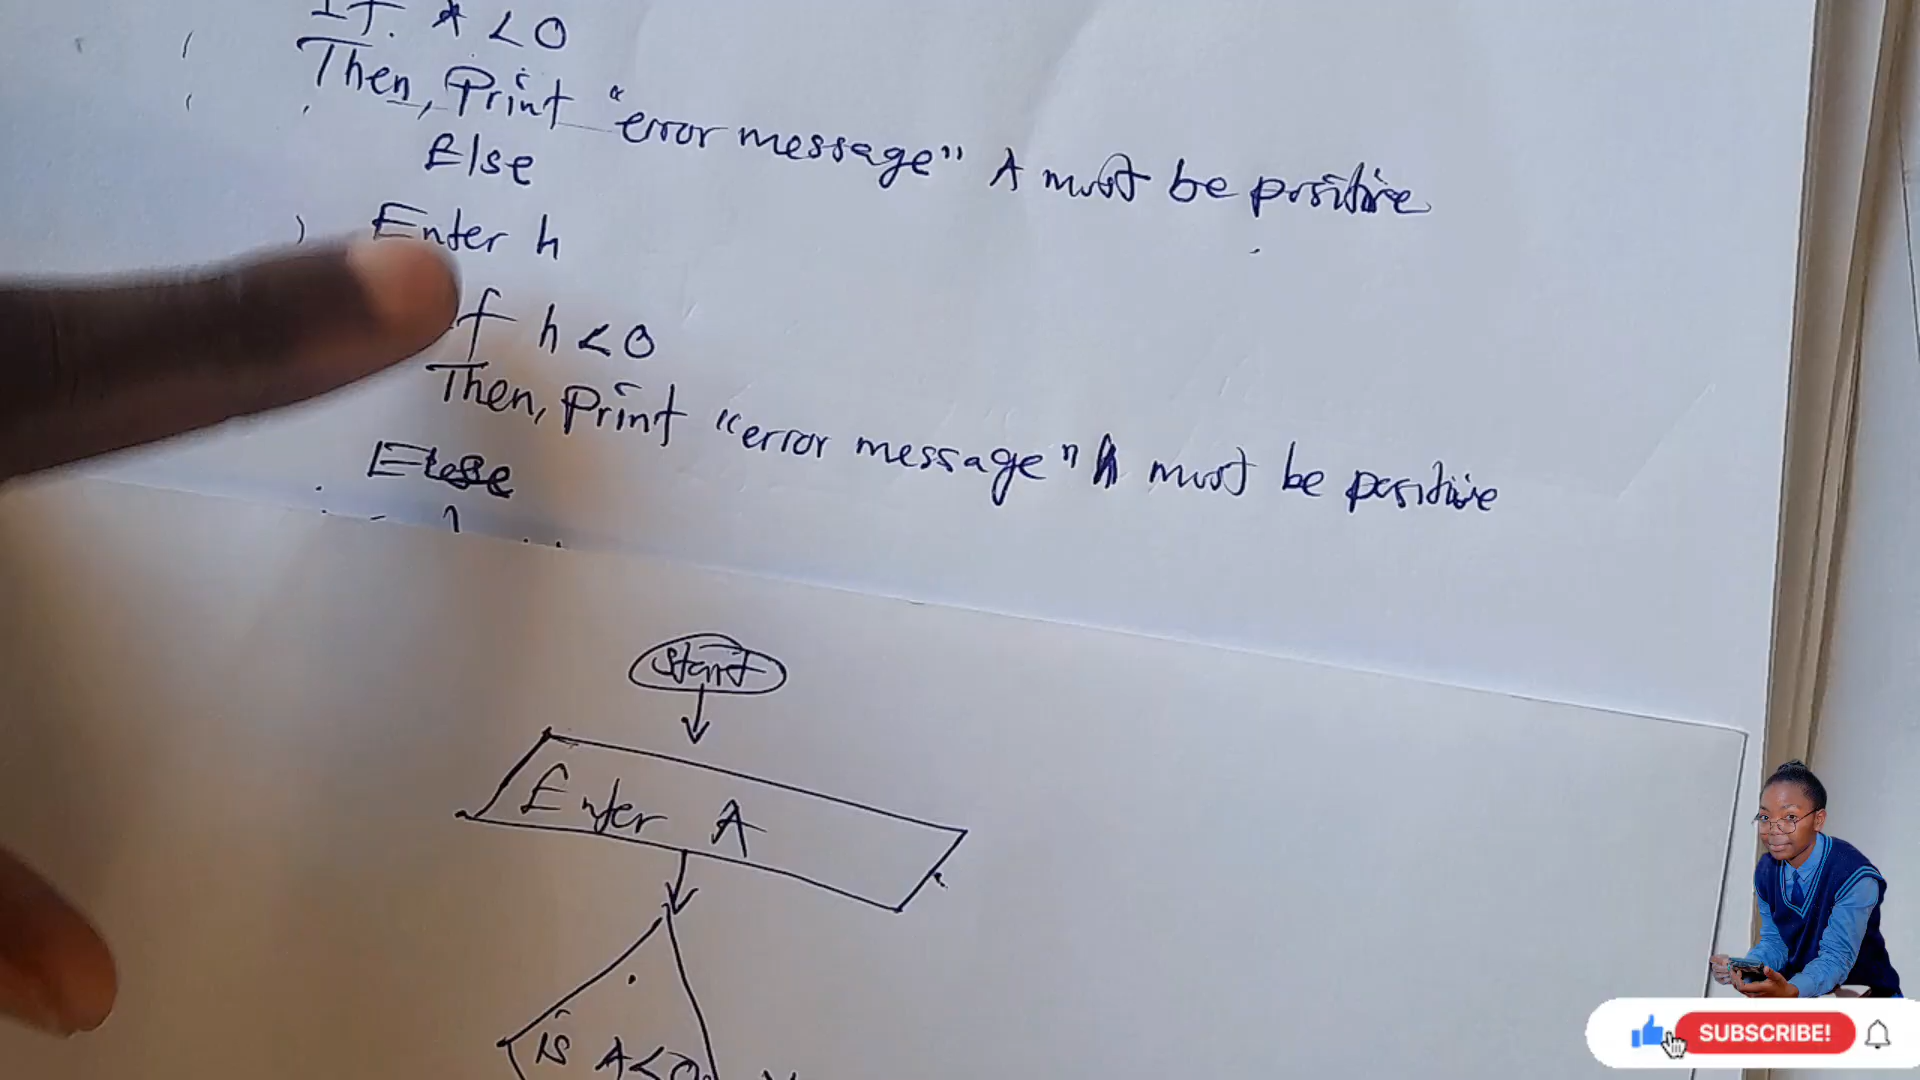 If A < 0
Then, Print "error message" A must be positive
Else
Enter h
If h < 0
Then, Print "error message" h must be positive
Else
Start
Enter A
is A < 0
SUBSCRIBE!